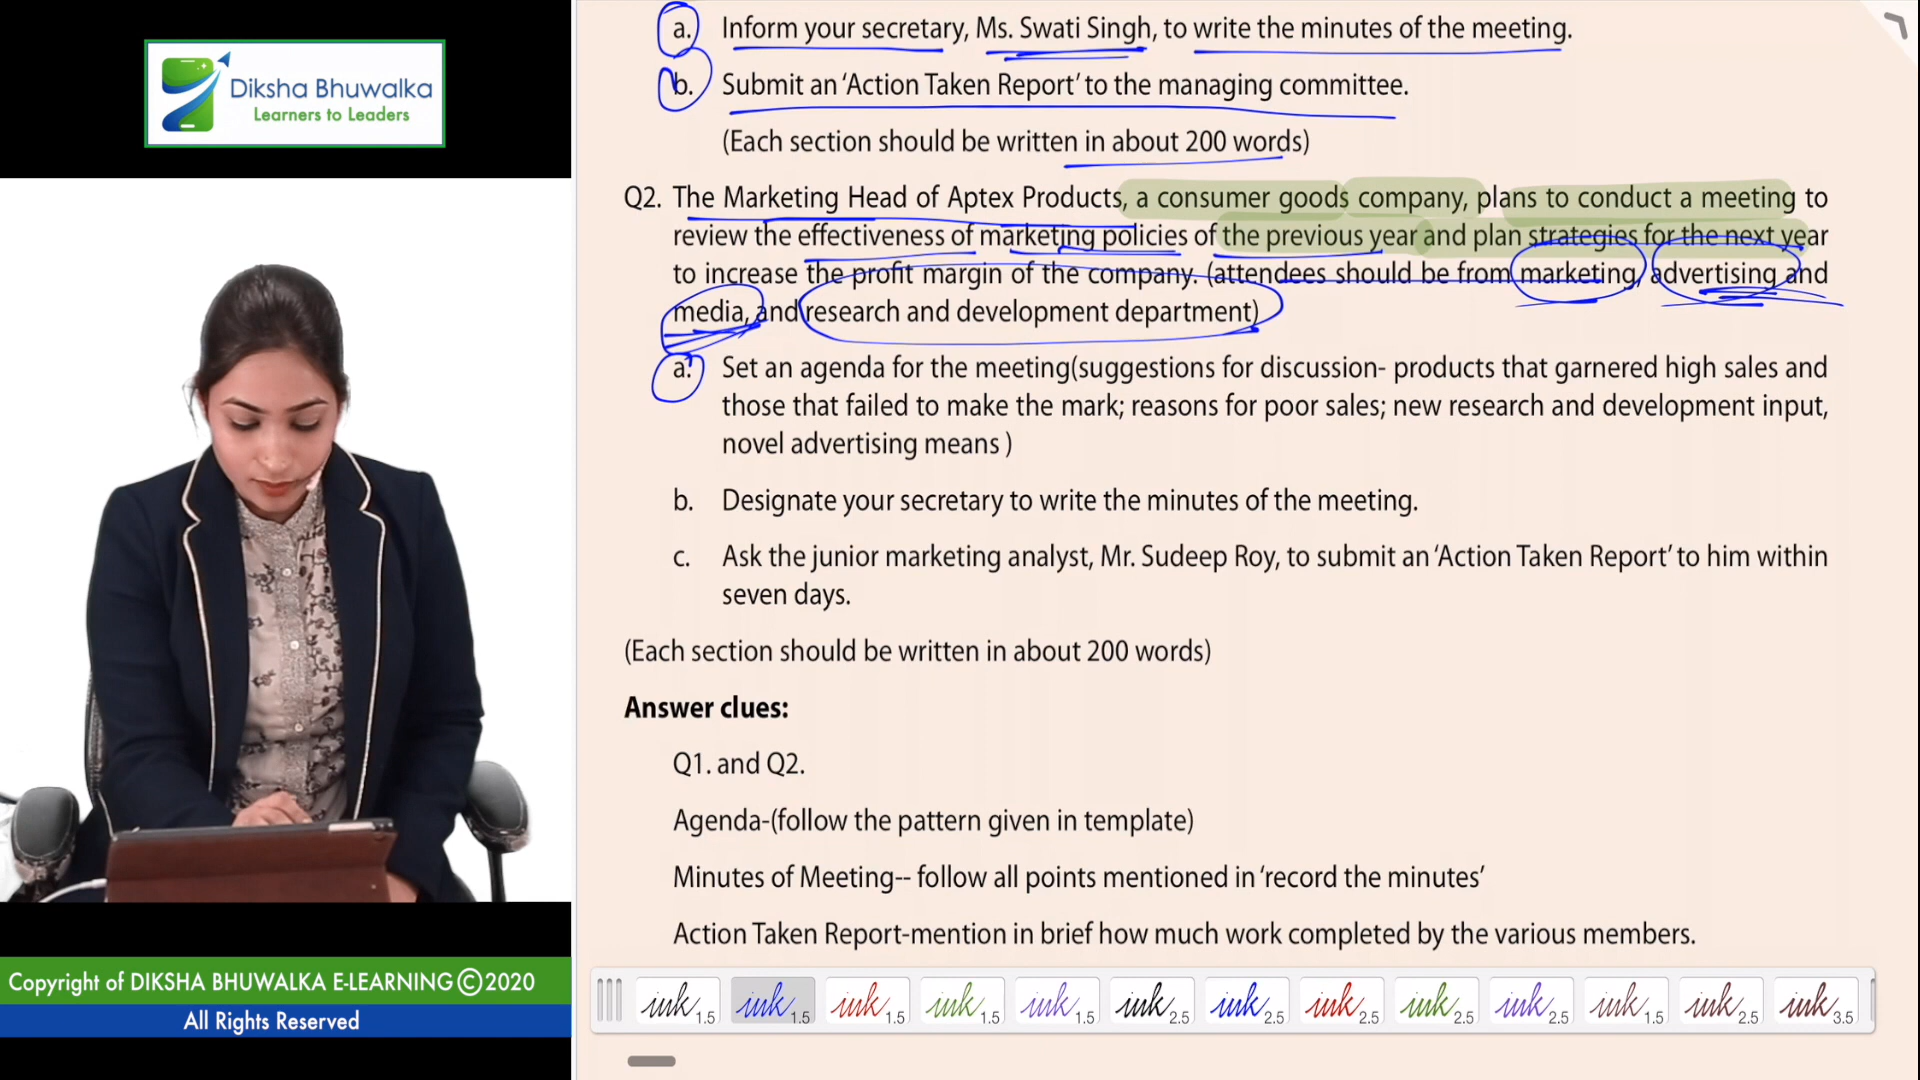 Diksha Bhuwalka
Learners to Leaders
a. Inform your secretary, Ms. Swati Singh, to write the minutes of the meeting.
b. Submit an ‘Action Taken Report’ to the managing committee.
(Each section should be written in about 200 words)
Q2. The Marketing Head of Aptex Products, a consumer goods company, plans to conduct a meeting to
review the effectiveness of marketing policies of the previous year and plan strategies for the next year
to increase the profit margin of the company. (attendees should be from marketing, advertising and
media, and research and development department)
a. Set an agenda for the meeting(suggestions for discussion- products that garnered high sales and
those that failed to make the mark; reasons for poor sales; new research and development input,
novel advertising means )
b. Designate your secretary to write the minutes of the meeting.
c. Ask the junior marketing analyst, Mr. Sudeep Roy, to submit an ‘Action Taken Report’ to him within
seven days.
(Each section should be written in about 200 words)
Answer clues:
Q1. and Q2.
Agenda-(follow the pattern given in template)
Minutes of Meeting-- follow all points mentioned in ‘record the minutes’
Action Taken Report-mention in brief how much work completed by the various members.
Copyright of DIKSHA BHUWALKA E-LEARNING©2020
All Rights Reserved
ink 1.5 ink 1.5 ink 1.5 ink 1.5 ink 1.5 ink 2.5 ink 2.5 ink 2.5 ink 2.5 ink 2.5 ink 1.5 ink 2.5 ink 3.5